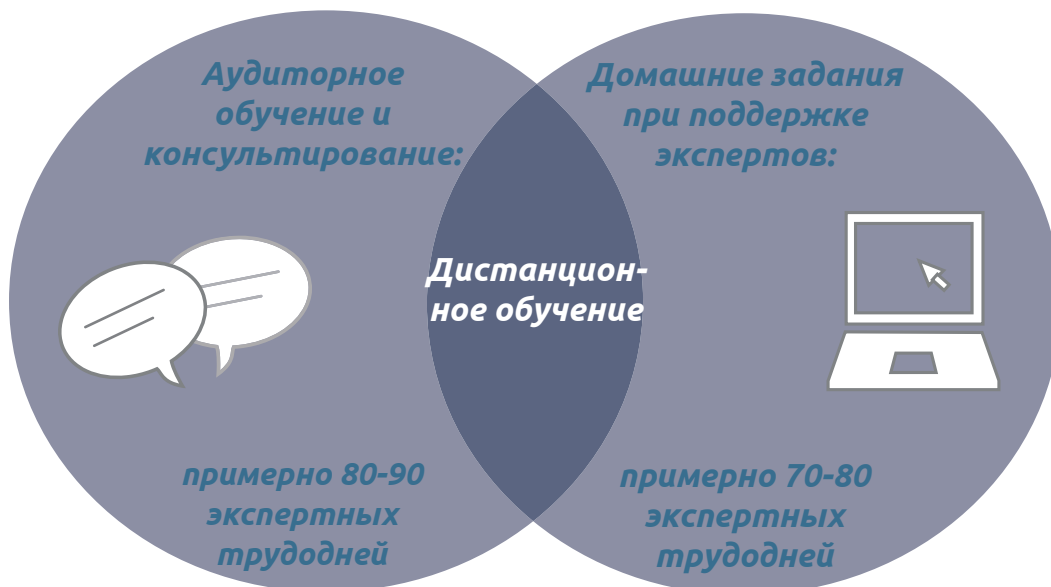 Аудиторное
обучение и
консультирование:
Домашние задания
при поддержке
экспертов:
Дистанцион-
ное обучение
примерно 80-90
экспертных
трудодней
примерно 70-80
экспертных
трудодней